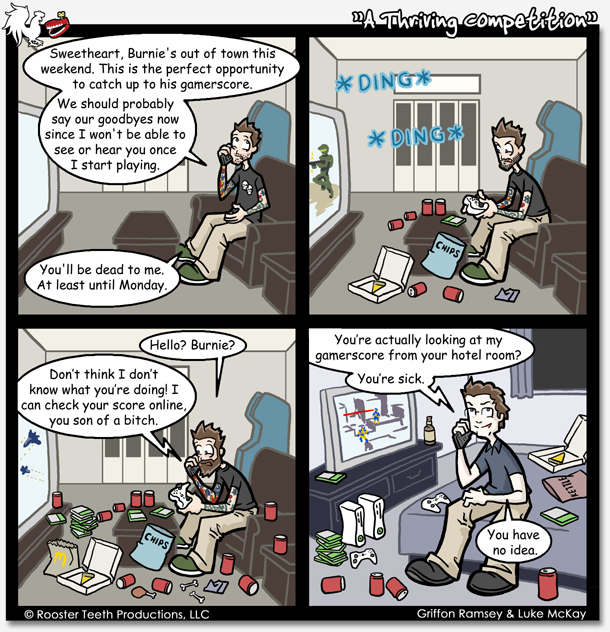 "A Thriving competition"
Sweetheart, Burnie's out of town this
weekend. This is the perfect opportunity
to catch up to his gamerscore.
We should probably
say our goodbyes now
since I won't be able to
see or hear you once
I start playing.
You'll be dead to me.
At least until Monday.
*DING*
*DING*
CHIPS
Hello? Burnie?
Don't think I don't
know what you're doing! I
can check your score online,
you son of a bitch.
CHIPS
M
You're actually looking at my
gamerscore from your hotel room?
You're sick.
You have
no idea.
© Rooster Teeth Productions, LLC
Griffon Ramsey & Luke McKay